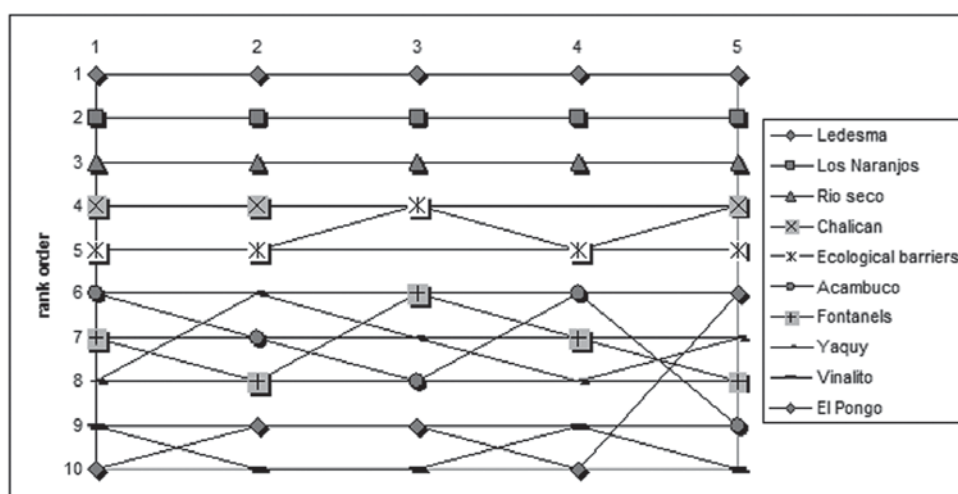 1 2 3 4 5
1
2
3
4
5
6
7
8
9
10
rank order
Ledesma
Los Naranjos
Rio seco
Chalican
Ecological barriers
Acambuco
Fontanels
Yaquy
Vinalito
El Pongo